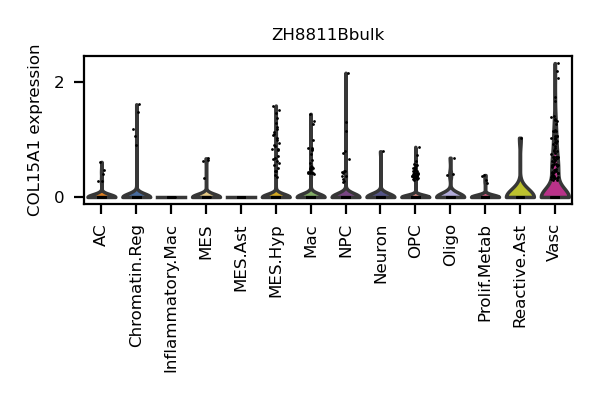 ZH8811Bbulk
COL15A1 expression
2
0
AC
Chromatin.Reg
Inflammatory.Mac
MES
MES.Ast
MES.Hyp
Mac
NPC
Neuron
OPC
Oligo
Prolif.Metab
Reactive.Ast
Vasc